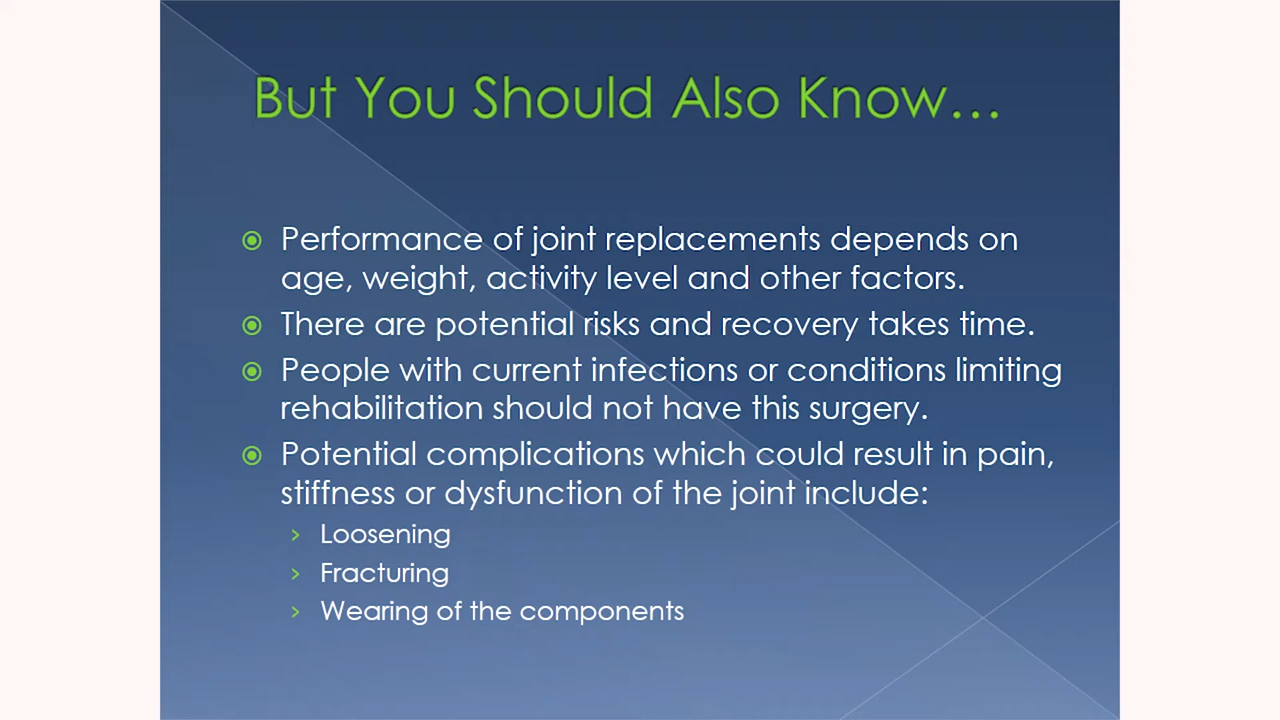 But You Should Also Know…
Performance of joint replacements depends on
age, weight, activity level and other factors.
There are potential risks and recovery takes time.
People with current infections or conditions limiting
rehabilitation should not have this surgery.
Potential complications which could result in pain,
stiffness or dysfunction of the joint include:
Loosening
Fracturing
Wearing of the components